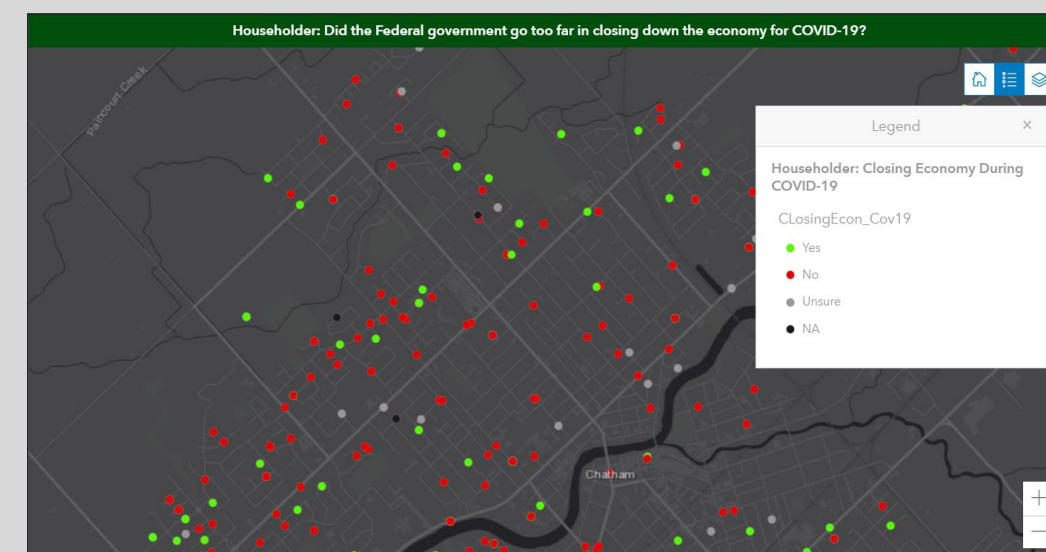 Householder: Did the Federal government go too far in closing down the economy for COVID-19?
Paincourt Creek
Legend ×
Householder: Closing Economy During
COVID-19
CLosingEcon_Cov19
Yes
No
Unsure
NA
Chatham
+
−